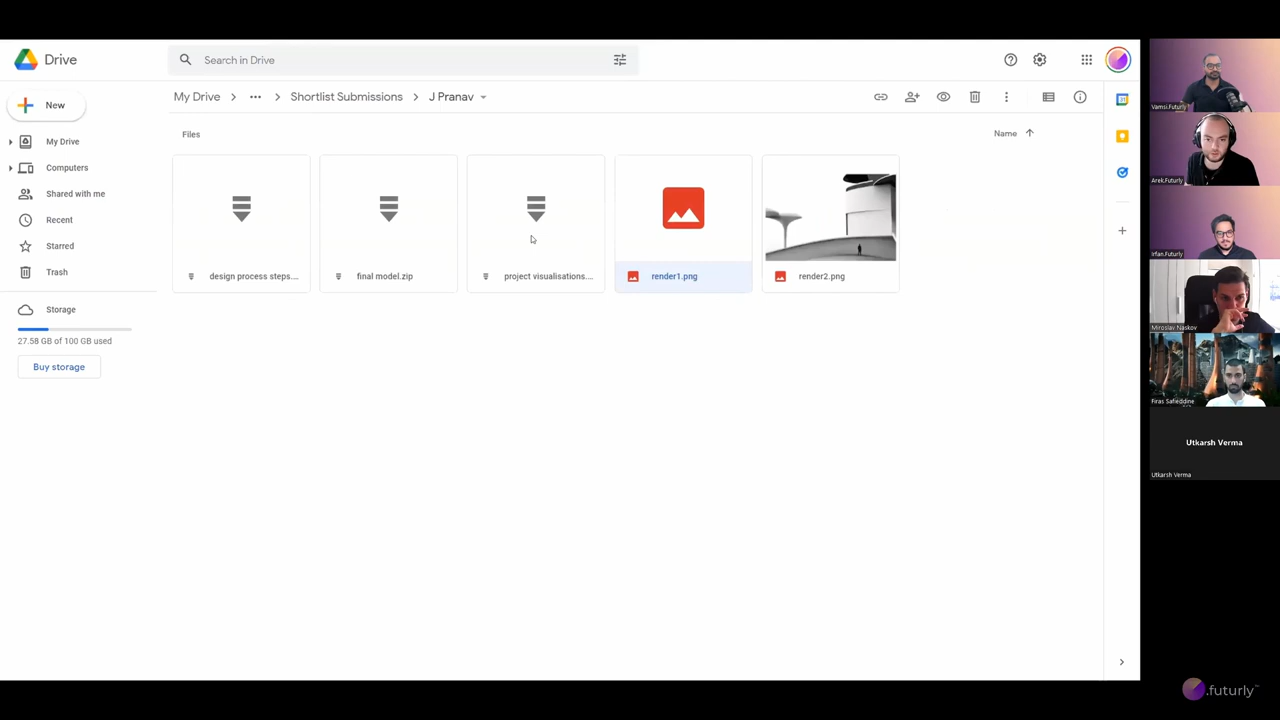 Drive
Search in Drive
New
My Drive
Computers
Shared with me
Recent
Starred
Trash
Storage
27.58 GB of 100 GB used
Buy storage
My Drive > ... > Shortlist Submissions > J Pranav
Files
Name
design process steps....
final model.zip
project visualisations....
render1.png
render2.png
Vamsi.Futurly
Arek.Futurly
Irfan.Futurly
Miroslav Naskov
Firas Safieddine
Utkarsh Verma
Utkarsh Verma
.futurly™